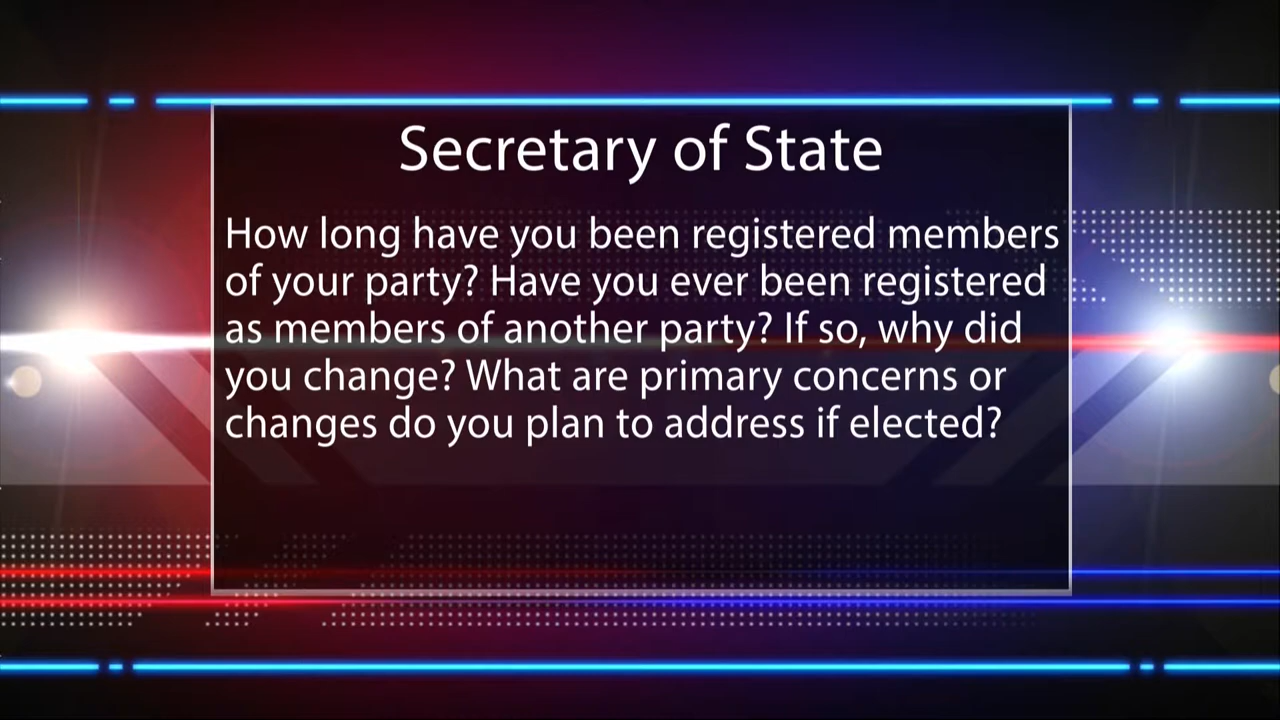 Secretary of State
How long have you been registered members
of your party? Have you ever been registered
as members of another party? If so, why did
you change? What are primary concerns or
changes do you plan to address if elected?